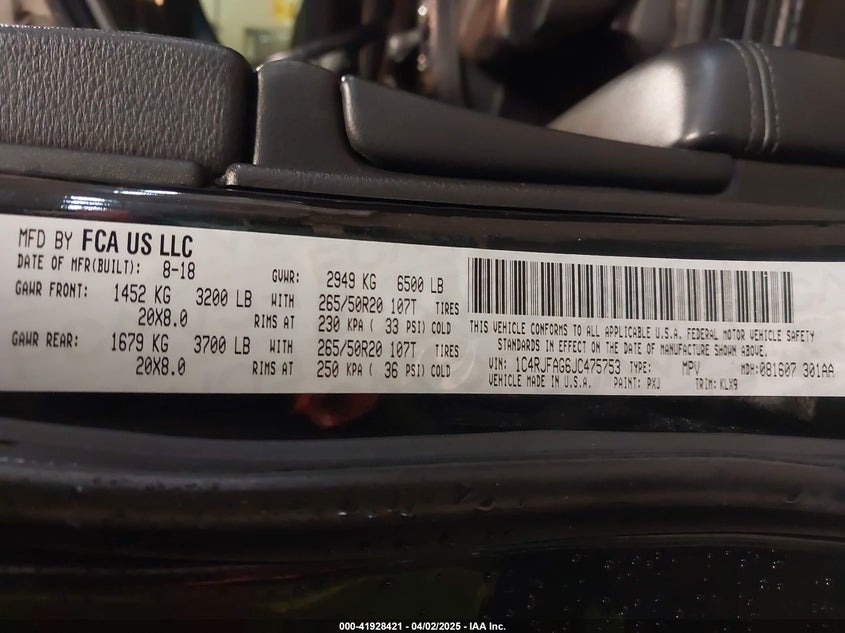 MFD BY FCA US LLC
DATE OF MFR(BUILT): 8-18 GVWR: 2949 KG 6500 LB
GAWR FRONT: 1452 KG 3200 LB WITH 265/50R20 107T TIRES
20X8.0 RIMS AT 230 KPA ( 33 PSI) COLD
GAWR REAR: 1679 KG 3700 LB WITH 265/50R20 107T TIRES
20X8.0 RIMS AT 250 KPA ( 36 PSI) COLD
THIS VEHICLE CONFORMS TO ALL APPLICABLE U.S.A. FEDERAL MOTOR VEHICLE SAFETY
STANDARDS IN EFFECT ON THE DATE OF MANUFACTURE SHOWN ABOVE.
VIN: 1C4RJFAG6JC475753 TYPE: MPV MDH: 081607 301AA
VEHICLE MADE IN U.S.A. PAINT: PXJ TRIM: KLX9
000-41928421 / 04/02/2025 - IAA Inc.